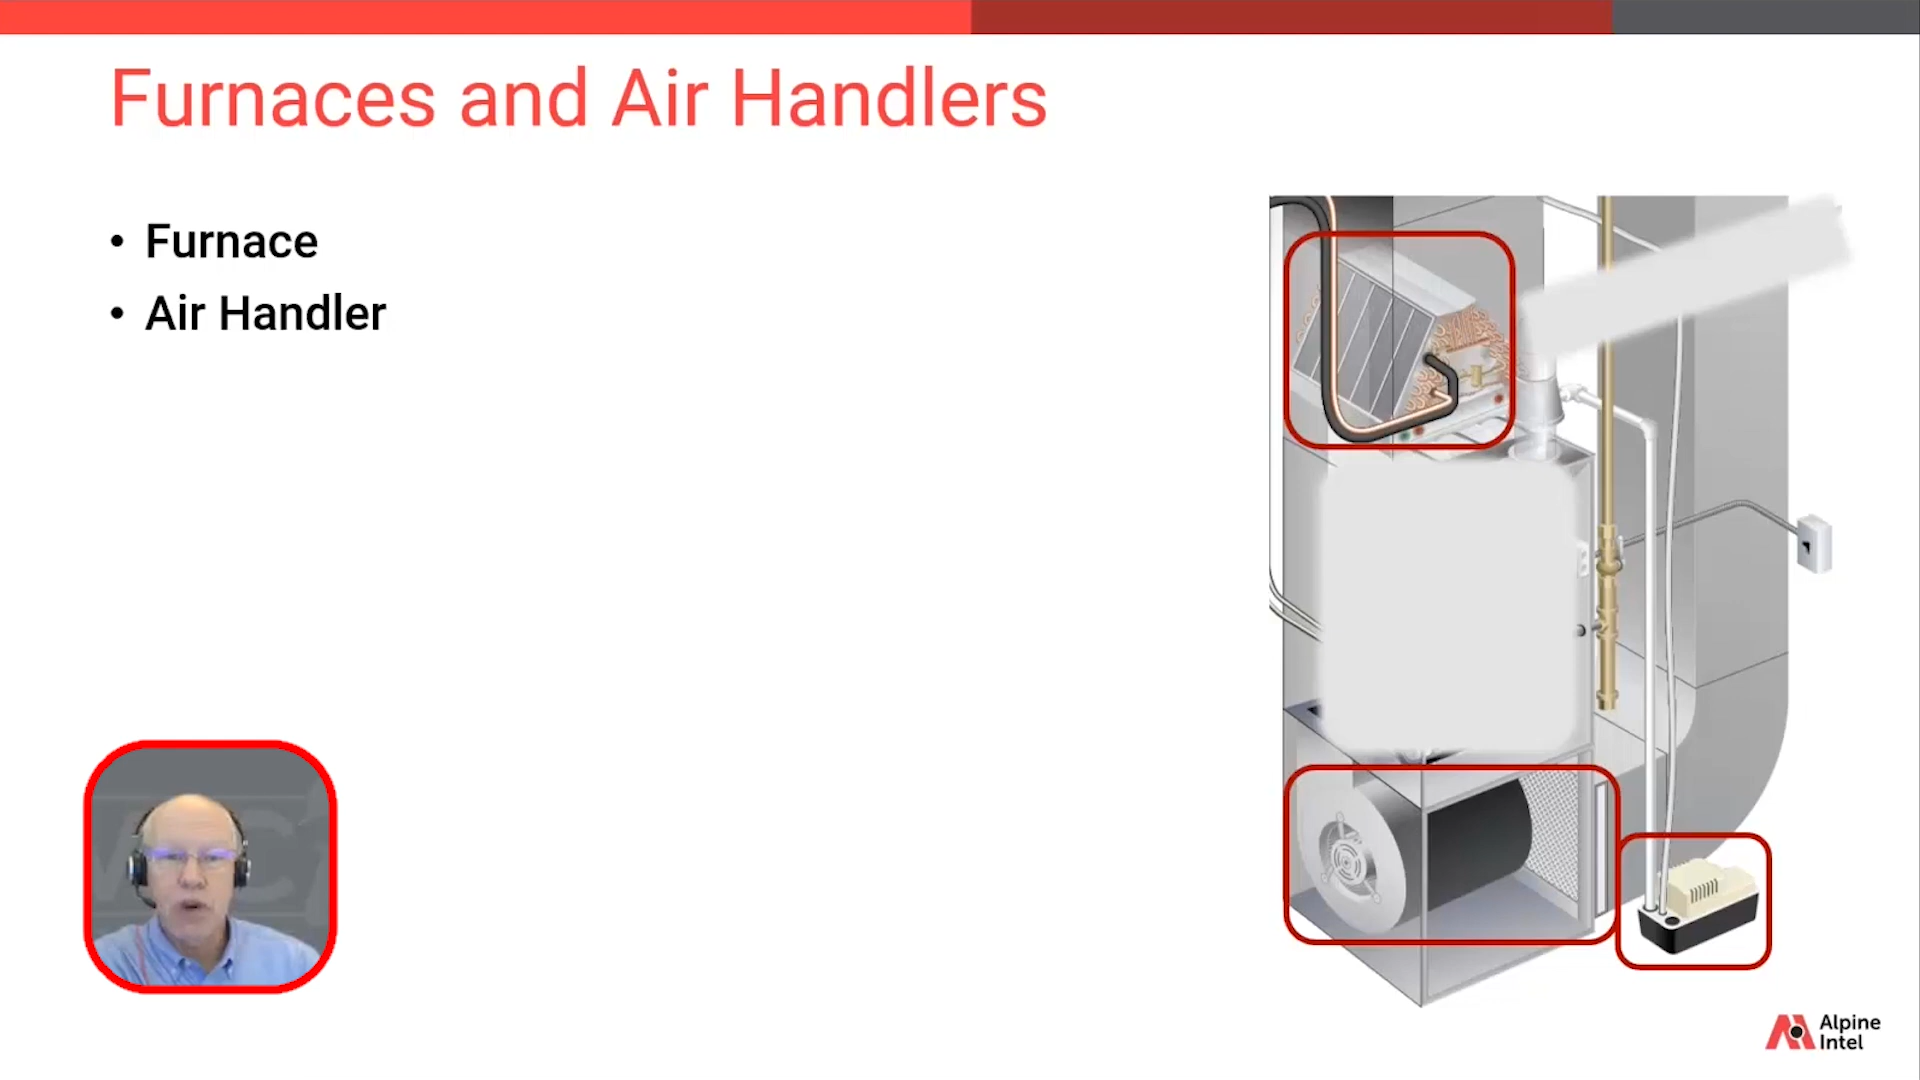 Furnaces and Air Handlers
• Furnace
• Air Handler
Alpine
Intel